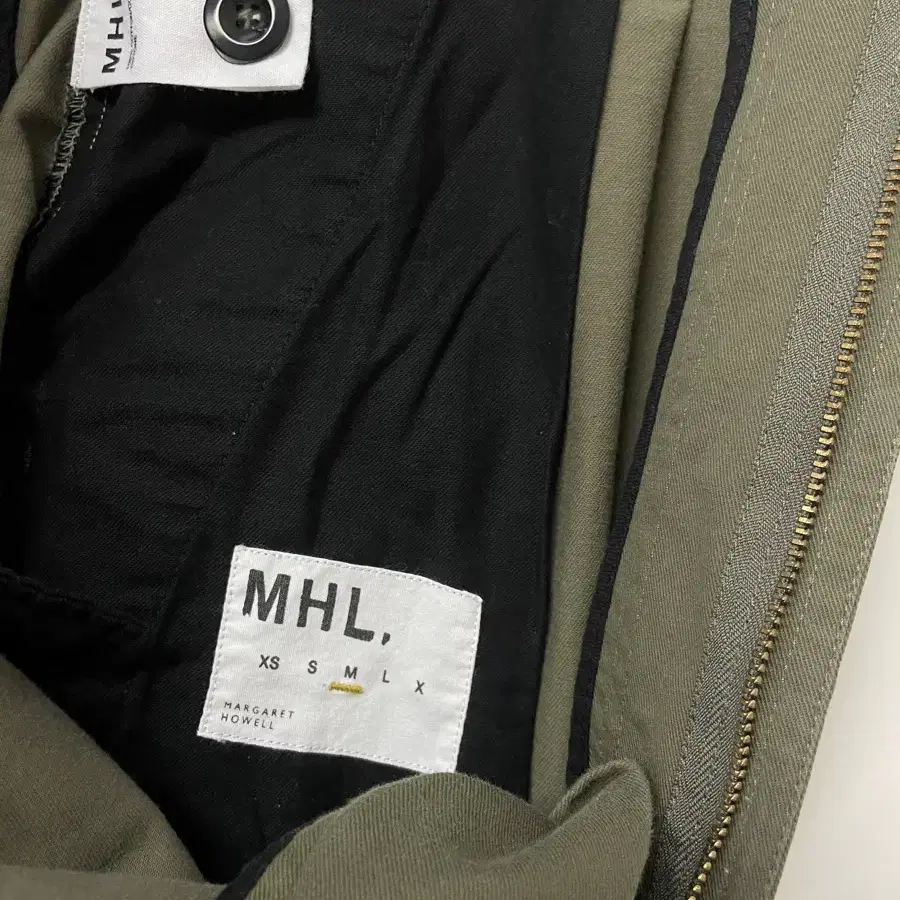 MHL
MHL.
XS S M L X
MARGARET
HOWELL